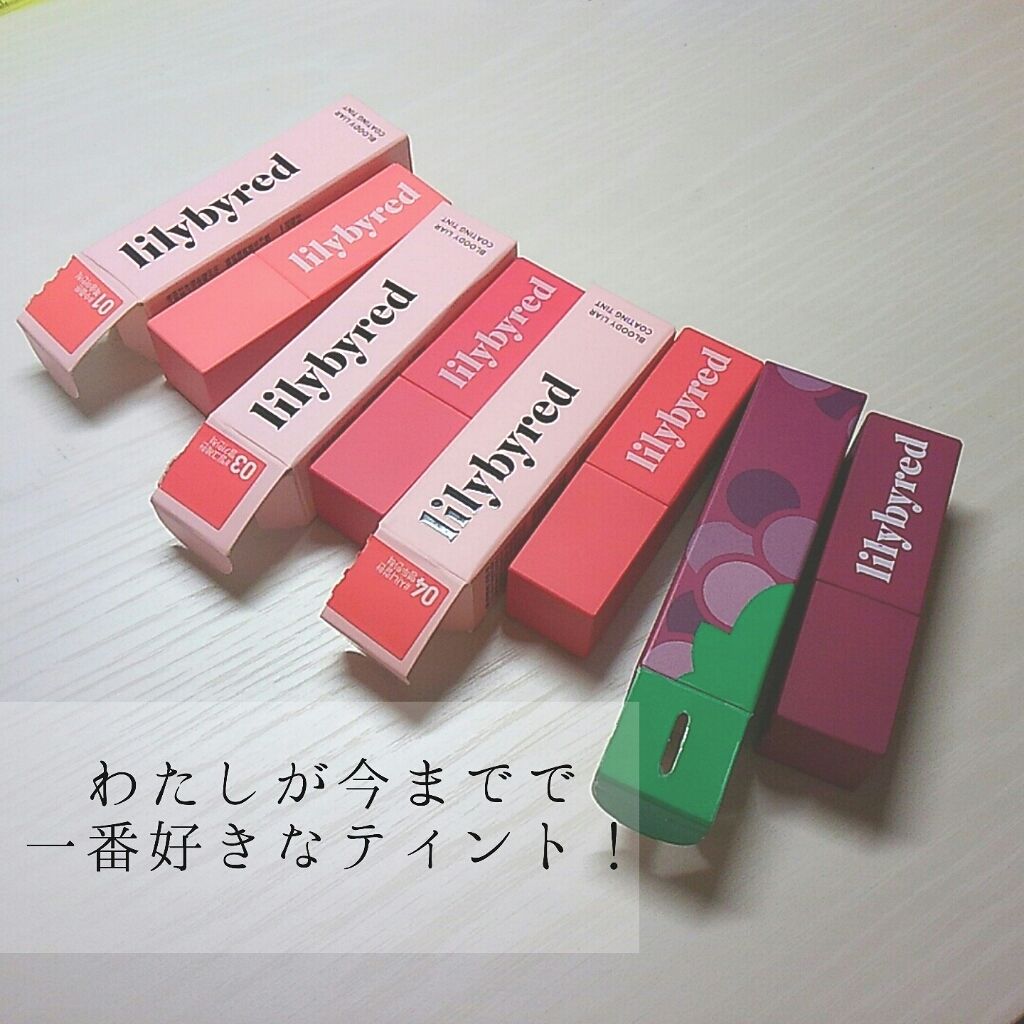 BLOODY LIAR
COATING TINT
lilybyred
01
lilybyred
BLOODY LIAR
COATING TINT
lilybyred
03
lilybyred
BLOODY LIAR
COATING TINT
lilybyred
04
lilybyred
lilybyred
わたしが今までで
一番好きなティント！